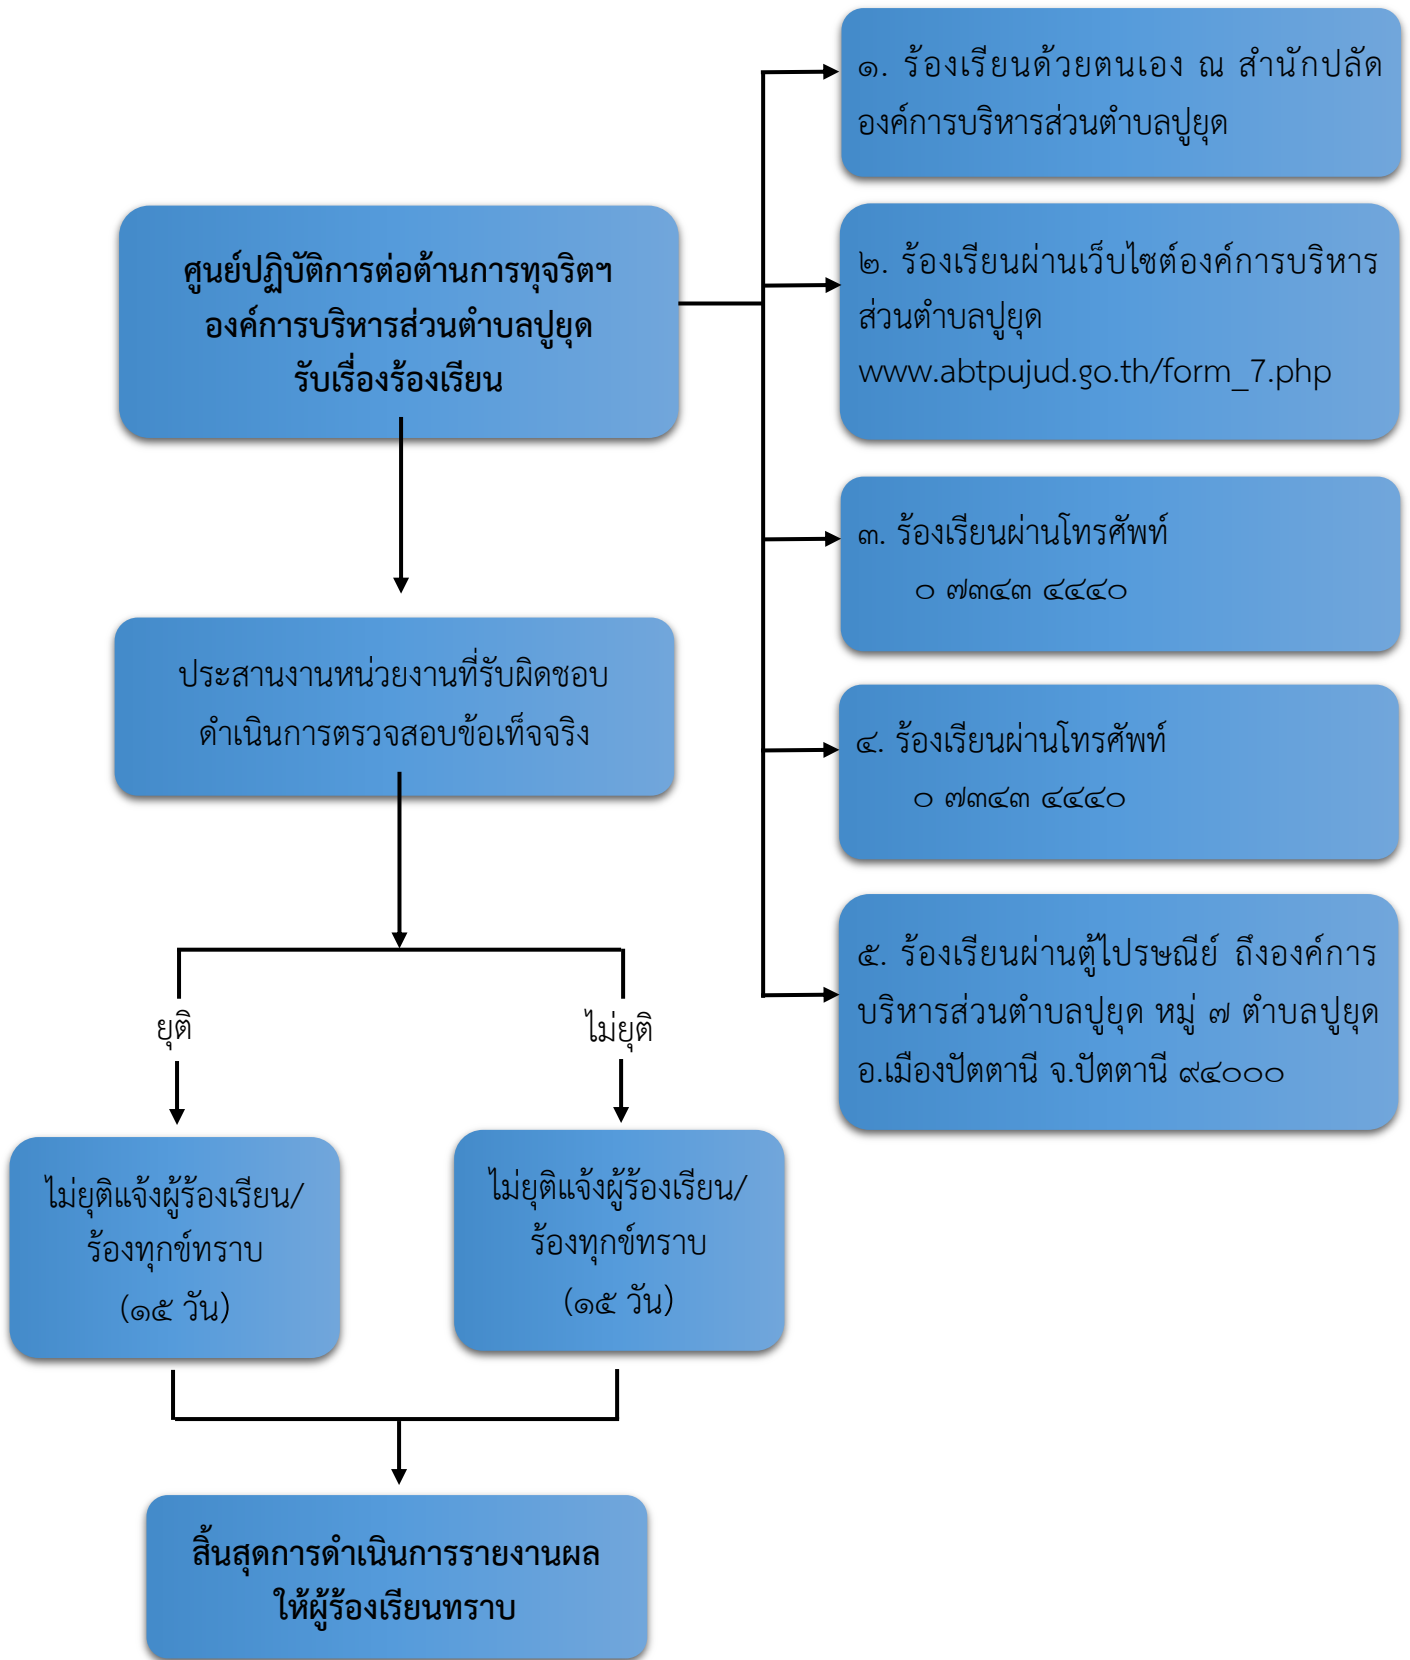 ศูนย์ปฏิบัติการต่อต้านการทุจริตฯ
องค์การบริหารส่วนตำบลปูยุด
รับเรื่องร้องเรียน
๑. ร้องเรียนด้วยตนเอง ณ สำนักปลัด
องค์การบริหารส่วนตำบลปูยุด
๒. ร้องเรียนผ่านเว็บไซต์องค์การบริหาร
ส่วนตำบลปูยุด
www.abtpujud.go.th/form_7.php
๓. ร้องเรียนผ่านโทรศัพท์
๐ ๗๓๔๓ ๔๔๔๐
๔. ร้องเรียนผ่านโทรศัพท์
๐ ๗๓๔๓ ๔๔๔๐
๕. ร้องเรียนผ่านตู้ไปรษณีย์ ถึงองค์การ
บริหารส่วนตำบลปูยุด หมู่ ๗ ตำบลปูยุด
อ.เมืองปัตตานี จ.ปัตตานี ๙๔๐๐๐
ประสานงานหน่วยงานที่รับผิดชอบ
ดำเนินการตรวจสอบข้อเท็จจริง
ยุติ
ไม่ยุติ
ไม่ยุติแจ้งผู้ร้องเรียน/
ร้องทุกข์ทราบ
(๑๕ วัน)
ไม่ยุติแจ้งผู้ร้องเรียน/
ร้องทุกข์ทราบ
(๑๕ วัน)
สิ้นสุดการดำเนินการรายงานผล
ให้ผู้ร้องเรียนทราบ